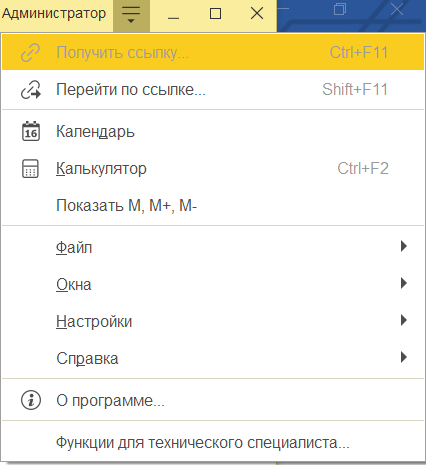 Администратор
Получить ссылку... Ctrl+F11
Перейти по ссылке... Shift+F11
16 Календарь
Калькулятор Ctrl+F2
Показать M, M+, M-
Файл
Окна
Настройки
Справка
О программе...
Функции для технического специалиста...